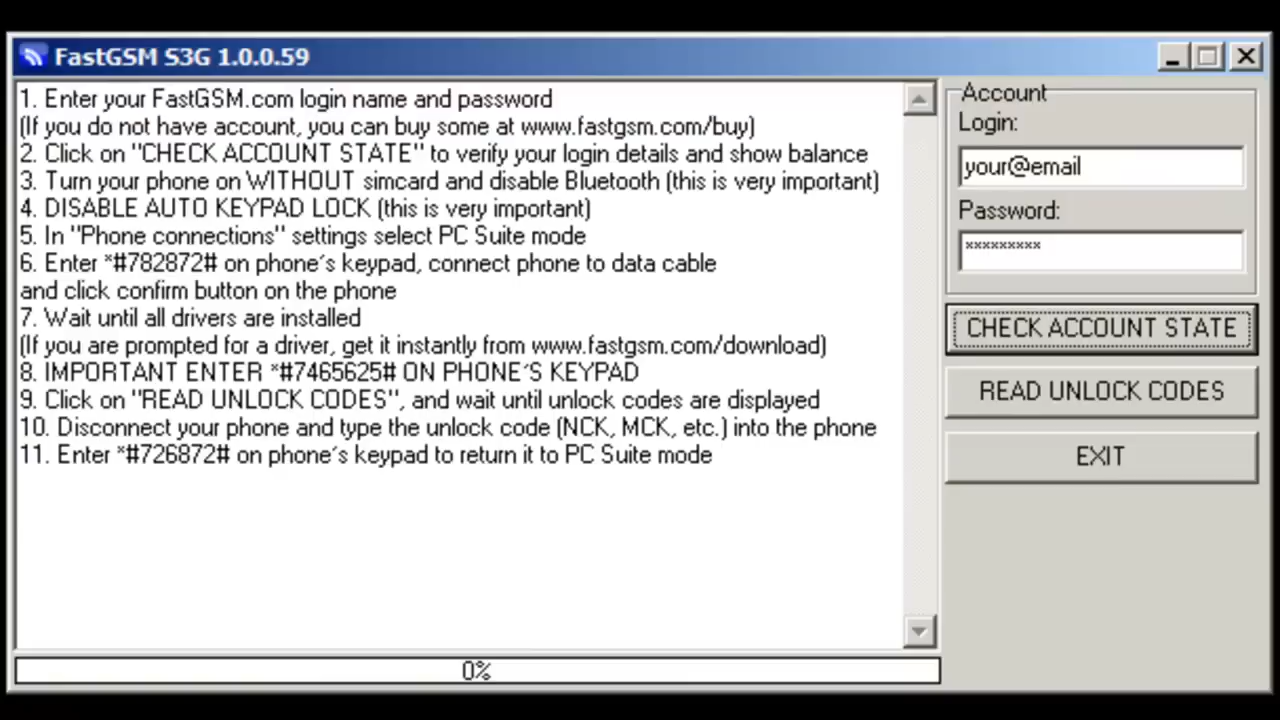 FastGSM S3G 1.0.0.59
1. Enter your FastGSM.com login name and password
(If you do not have account, you can buy some at www.fastgsm.com/buy)
2. Click on "CHECK ACCOUNT STATE" to verify your login details and show balance
3. Turn your phone on WITHOUT simcard and disable Bluetooth (this is very important)
4. DISABLE AUTO KEYPAD LOCK (this is very important)
5. In "Phone connections" settings select PC Suite mode
6. Enter *#782872# on phone's keypad, connect phone to data cable
and click confirm button on the phone
7. Wait until all drivers are installed
(If you are prompted for a driver, get it instantly from www.fastgsm.com/download)
8. IMPORTANT ENTER *#7465625# ON PHONE'S KEYPAD
9. Click on "READ UNLOCK CODES", and wait until unlock codes are displayed
10. Disconnect your phone and type the unlock code (NCK, MCK, etc.) into the phone
11. Enter *#726872# on phone's keypad to return it to PC Suite mode
0%
Account
Login:
your@email
Password:
*********
CHECK ACCOUNT STATE
READ UNLOCK CODES
EXIT